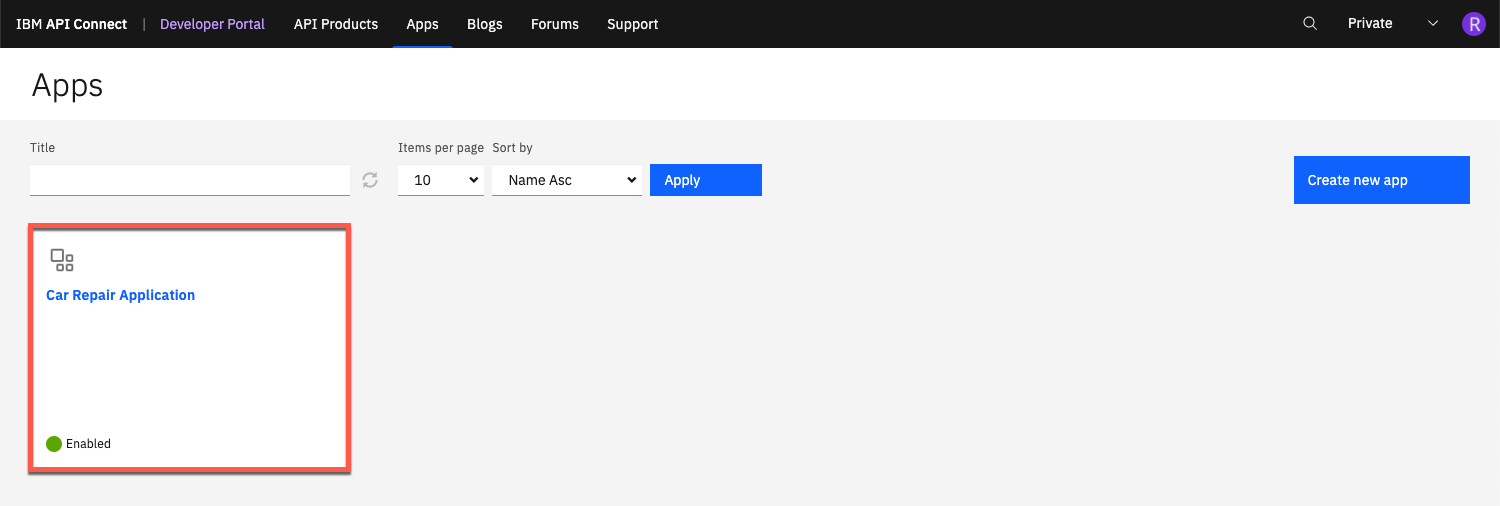 IBM API Connect | Developer Portal API Products Apps Blogs Forums Support Private R
Apps
Title Items per page Sort by
10 Name Asc Apply Create new app
Car Repair Application
Enabled